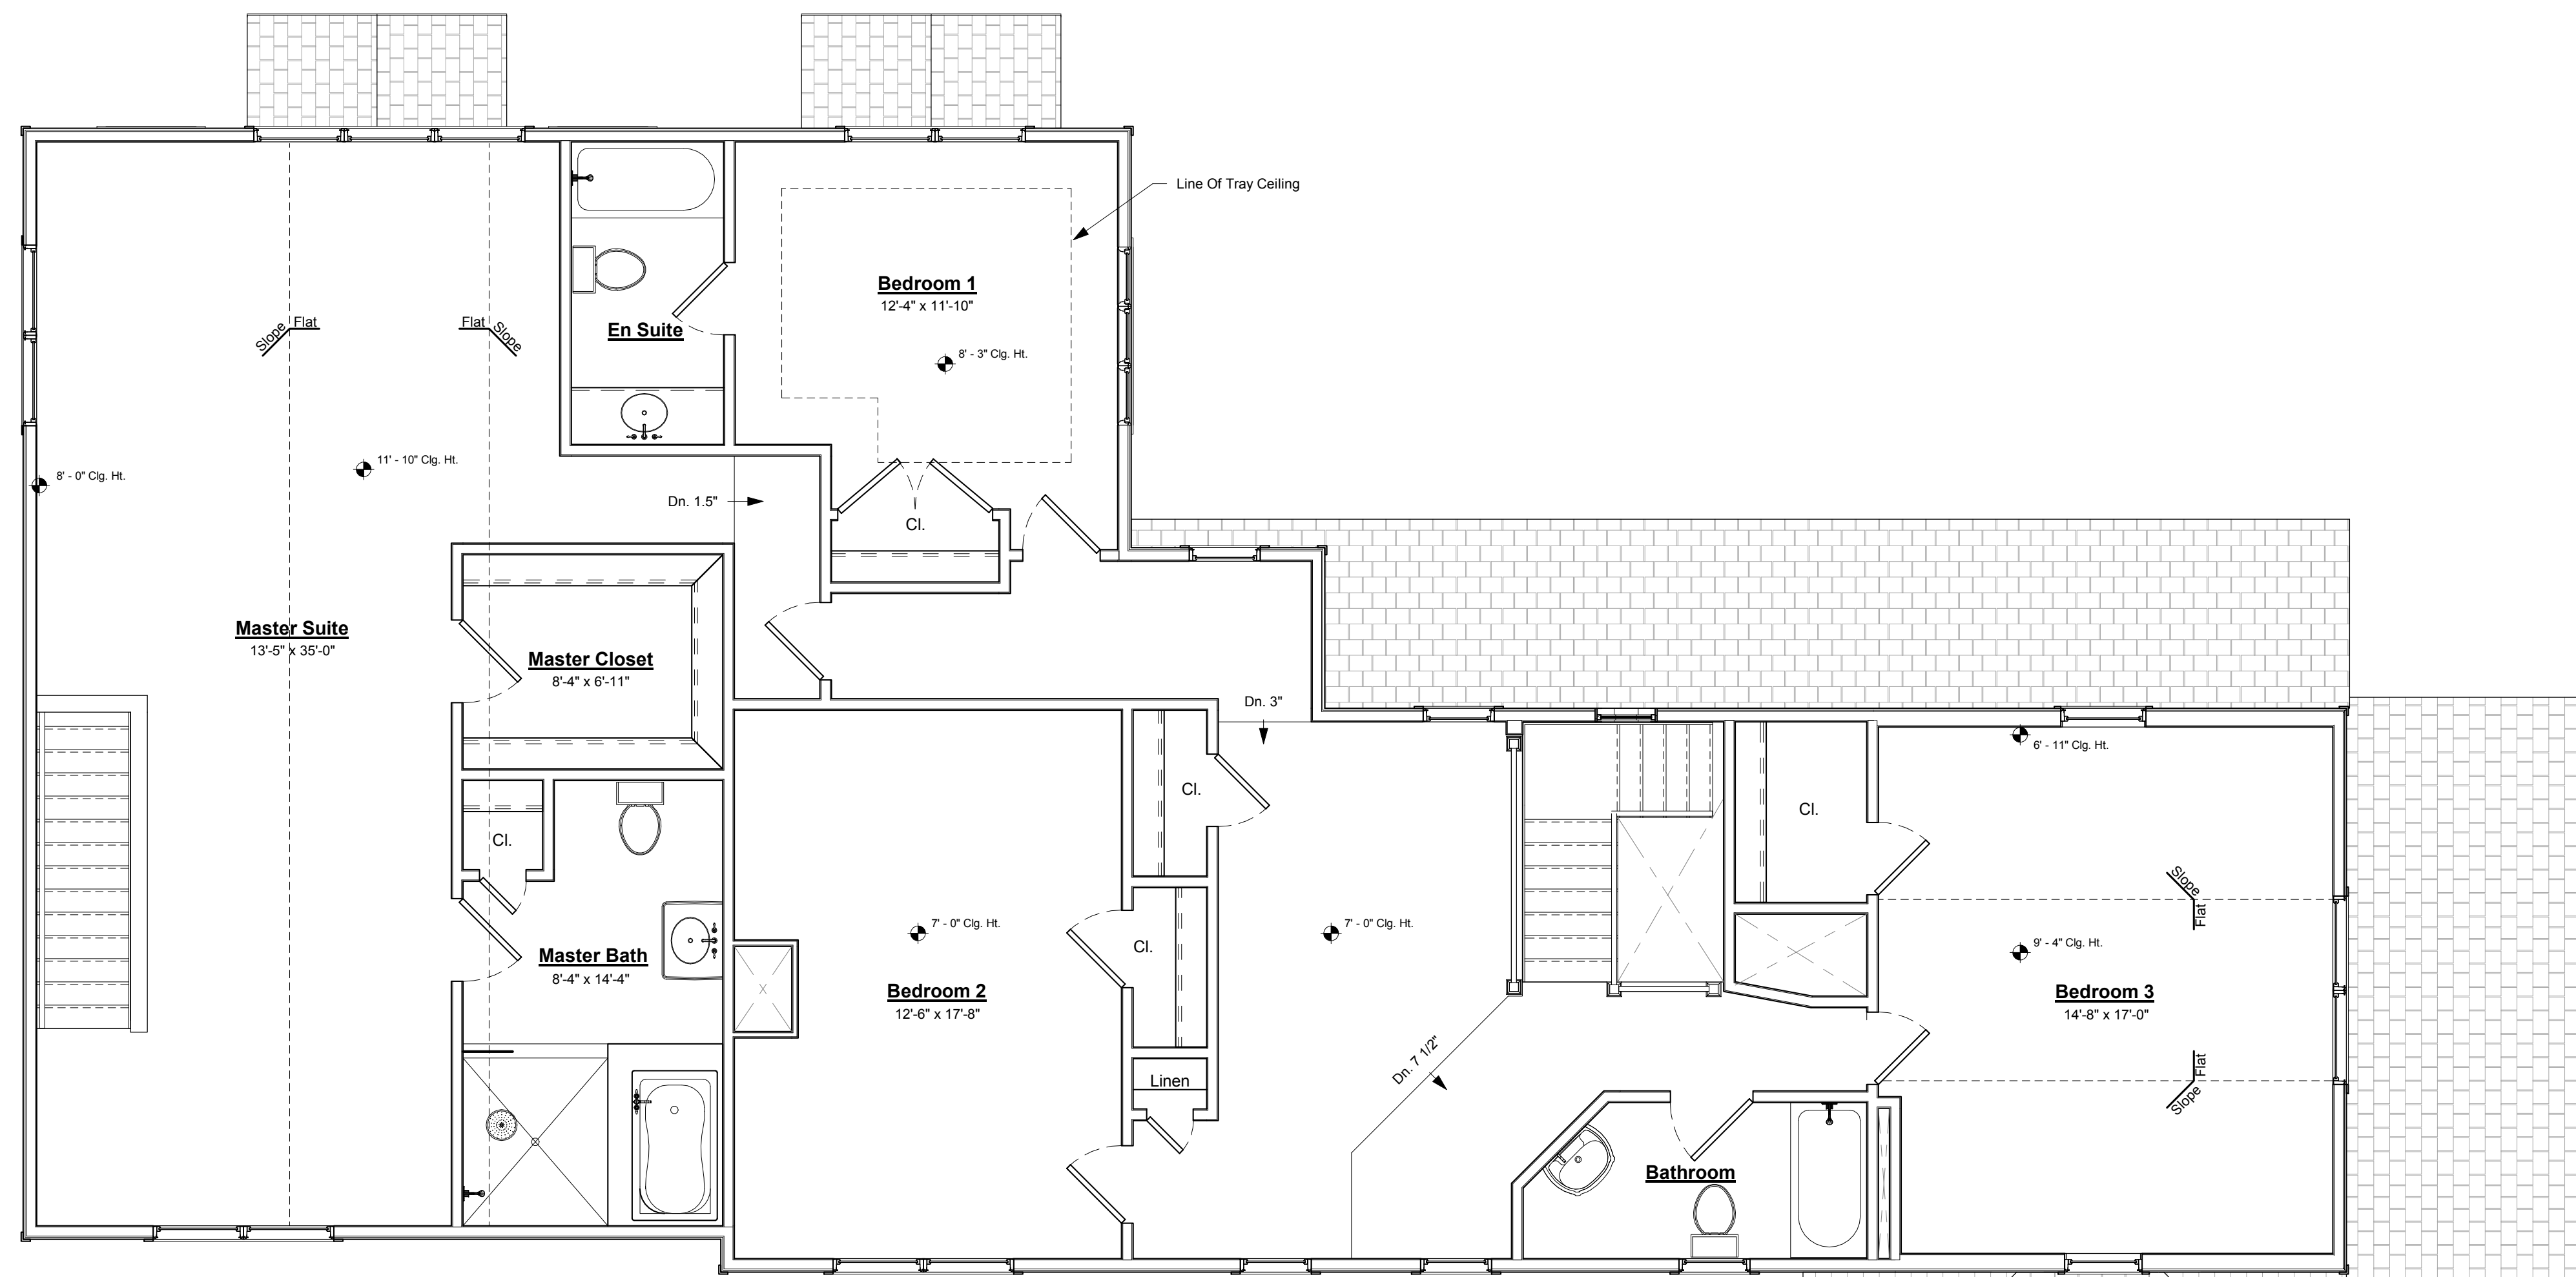 Line Of Tray Ceiling
Bedroom 1
12'-4" x 11'-10"
8' - 3" Clg. Ht.
En Suite
Slope
Flat
Flat
Slope
11' - 10" Clg. Ht.
8' - 0" Clg. Ht.
Dn. 1.5"
Cl.
Master Suite
13'-5" x 35'-0"
Master Closet
8'-4" x 6'-11"
Dn. 3"
6' - 11" Clg. Ht.
Cl.
Cl.
Cl.
Slope
Flat
7' - 0" Clg. Ht.
7' - 0" Clg. Ht.
9' - 4" Clg. Ht.
Cl.
Master Bath
8'-4" x 14'-4"
Bedroom 2
12'-6" x 17'-8"
Bedroom 3
14'-8" x 17'-0"
Dn. 7 1/2"
Flat
Slope
Linen
Bathroom